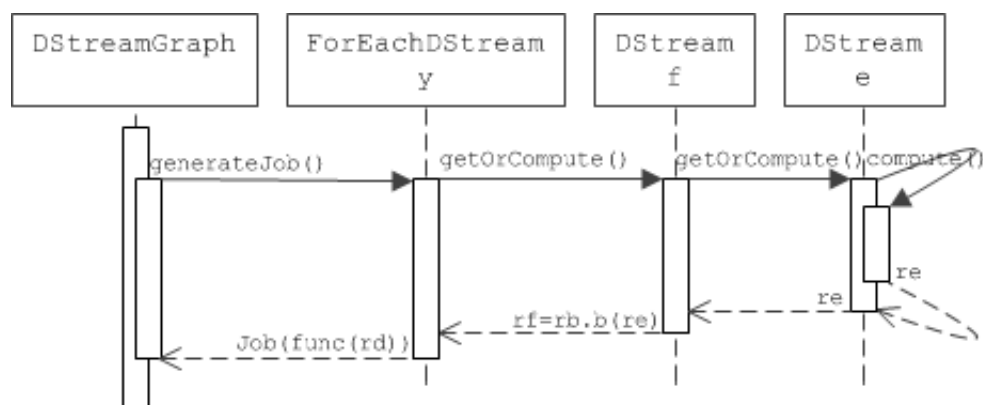 DStreamGraph
ForEachDStream
y
DStream
f
DStream
e
generateJob()
getOrCompute()
getOrCompute()
compute()
re
re
rf=rb.b(re)
Job(func(rd))